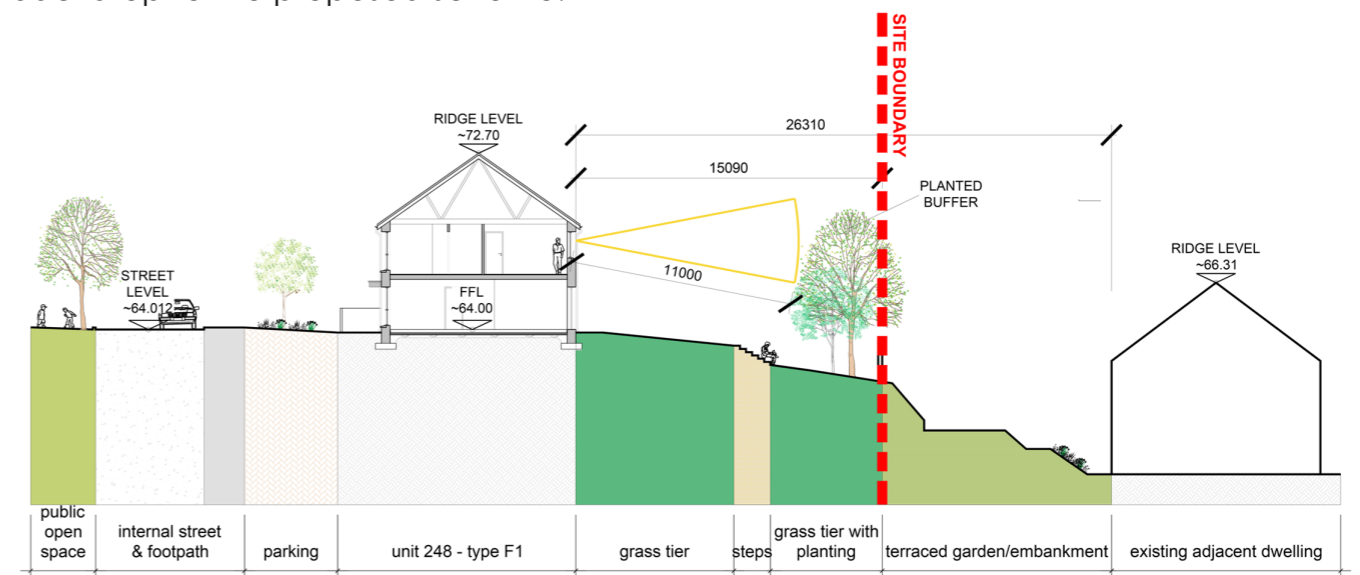 SITE BOUNDARY
RIDGE LEVEL
~72.70
26310
15090
PLANTED
BUFFER
11000
STREET
LEVEL
~64.012
FFL
~64.00
RIDGE LEVEL
~66.31
public
open
space
internal street
& footpath
parking
unit 248 - type F1
grass tier
steps
grass tier with
planting
terraced garden/embankment
existing adjacent dwelling